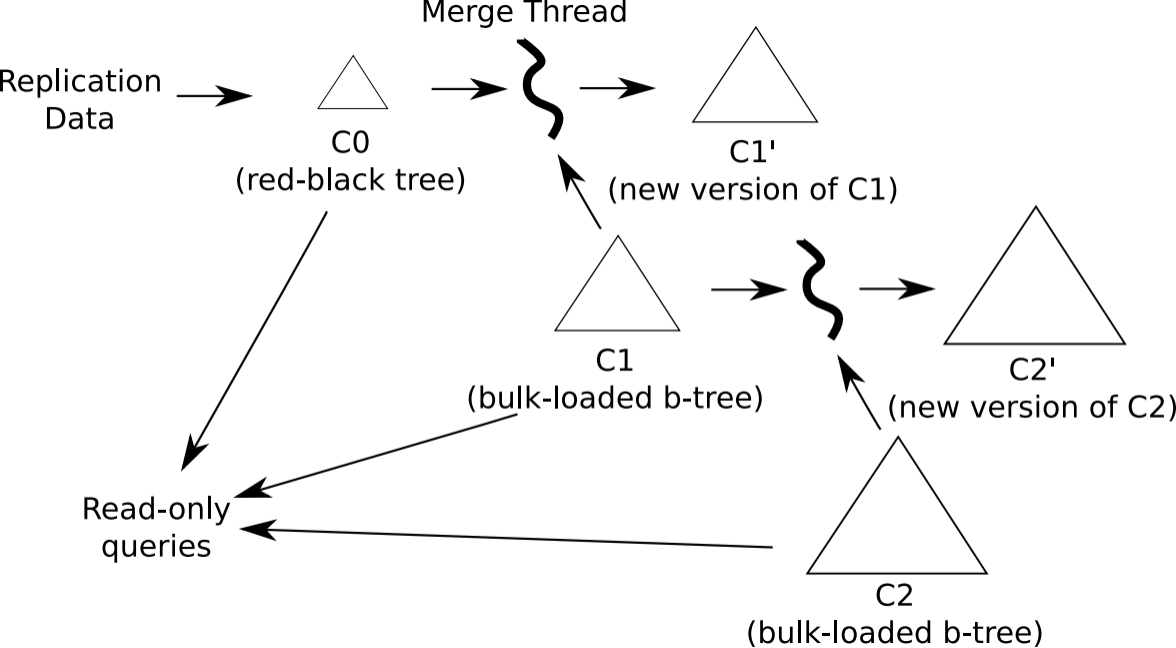 Merge Thread
Replication
Data
C0
(red-black tree)
C1'
(new version of C1)
C1
(bulk-loaded b-tree)
C2'
(new version of C2)
Read-only
queries
C2
(bulk-loaded b-tree)